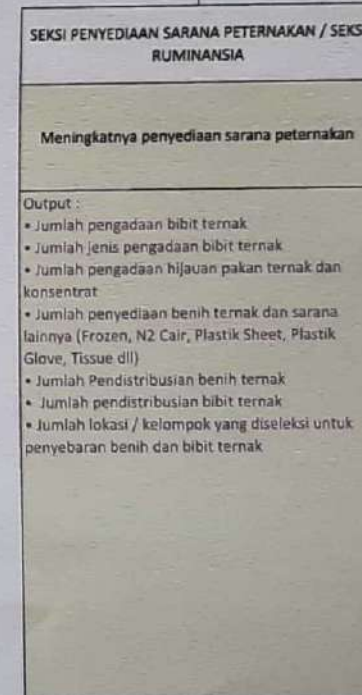 SEKSI PENYEDIAAN SARANA PETERNAKAN / SEKS
RUMINANSIA
Meningkatnya penyediaan sarana peternakan
Output :
• Jumlah pengadaan bibit ternak
• Jumlah jenis pengadaan bibit ternak
• Jumlah pengadaan hijauan pakan ternak dan
konsentrat
• Jumlah penyediaan benih ternak dan sarana
lainnya (Frozen, N2 Cair, Plastik Sheet, Plastik
Glove, Tissue dll)
• Jumlah Pendistribusian benih ternak
• Jumlah pendistribusian bibit ternak
• Jumlah lokasi / kelompok yang diseleksi untuk
penyebaran benih dan bibit ternak